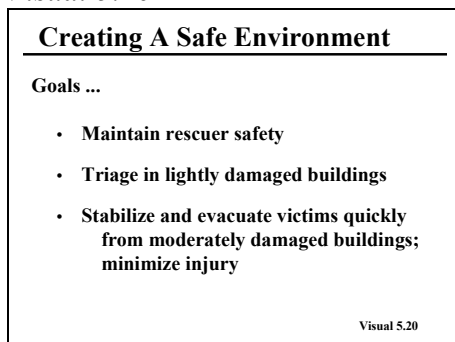 Creating A Safe Environment
Goals ...
• Maintain rescuer safety
• Triage in lightly damaged buildings
• Stabilize and evacuate victims quickly
from moderately damaged buildings;
minimize injury
Visual 5.20